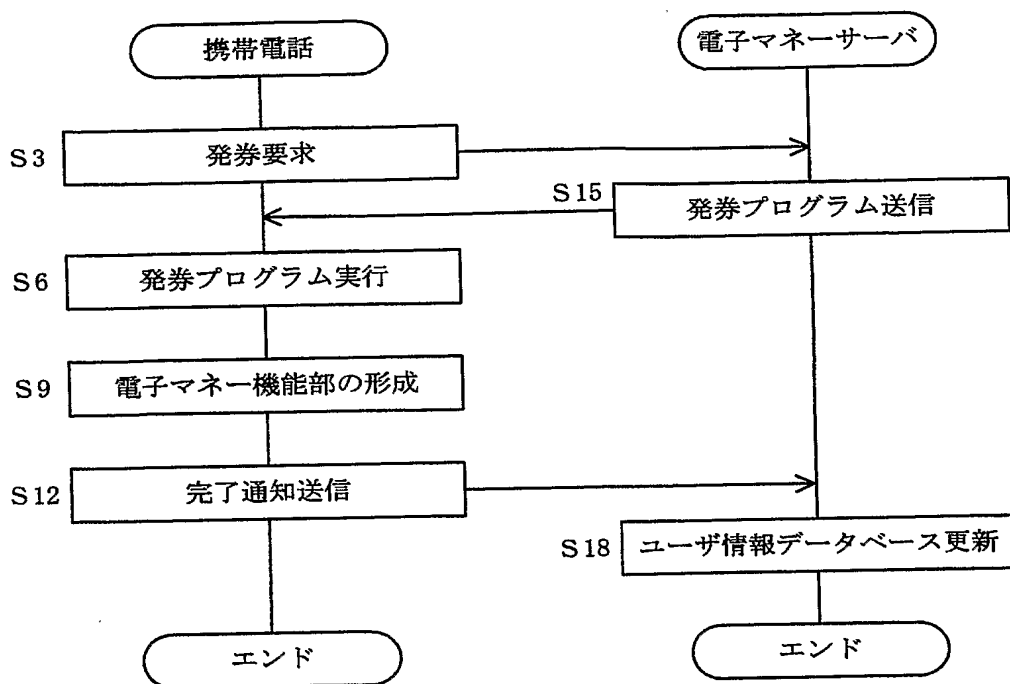 携帯電話
電子マネーサーバ
S3
発券要求
S15
発券プログラム送信
S6
発券プログラム実行
S9
電子マネー機能部の形成
S12
完了通知送信
S18
ユーザ情報データベース更新
エンド
エンド